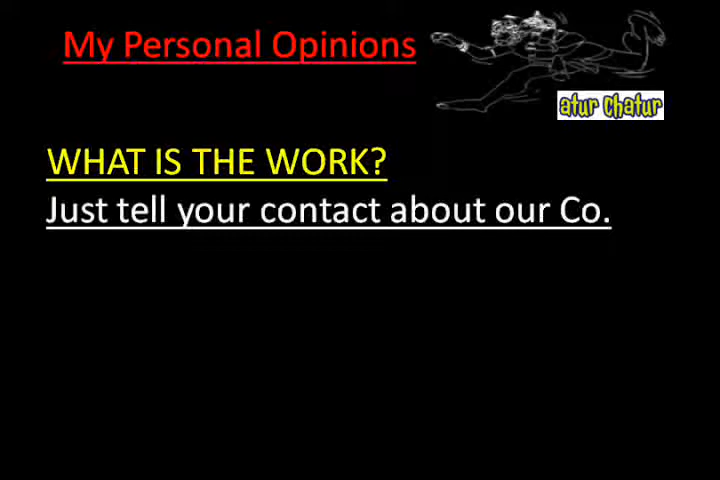 My Personal Opinions
atur chatur
WHAT IS THE WORK?
Just tell your contact about our Co.